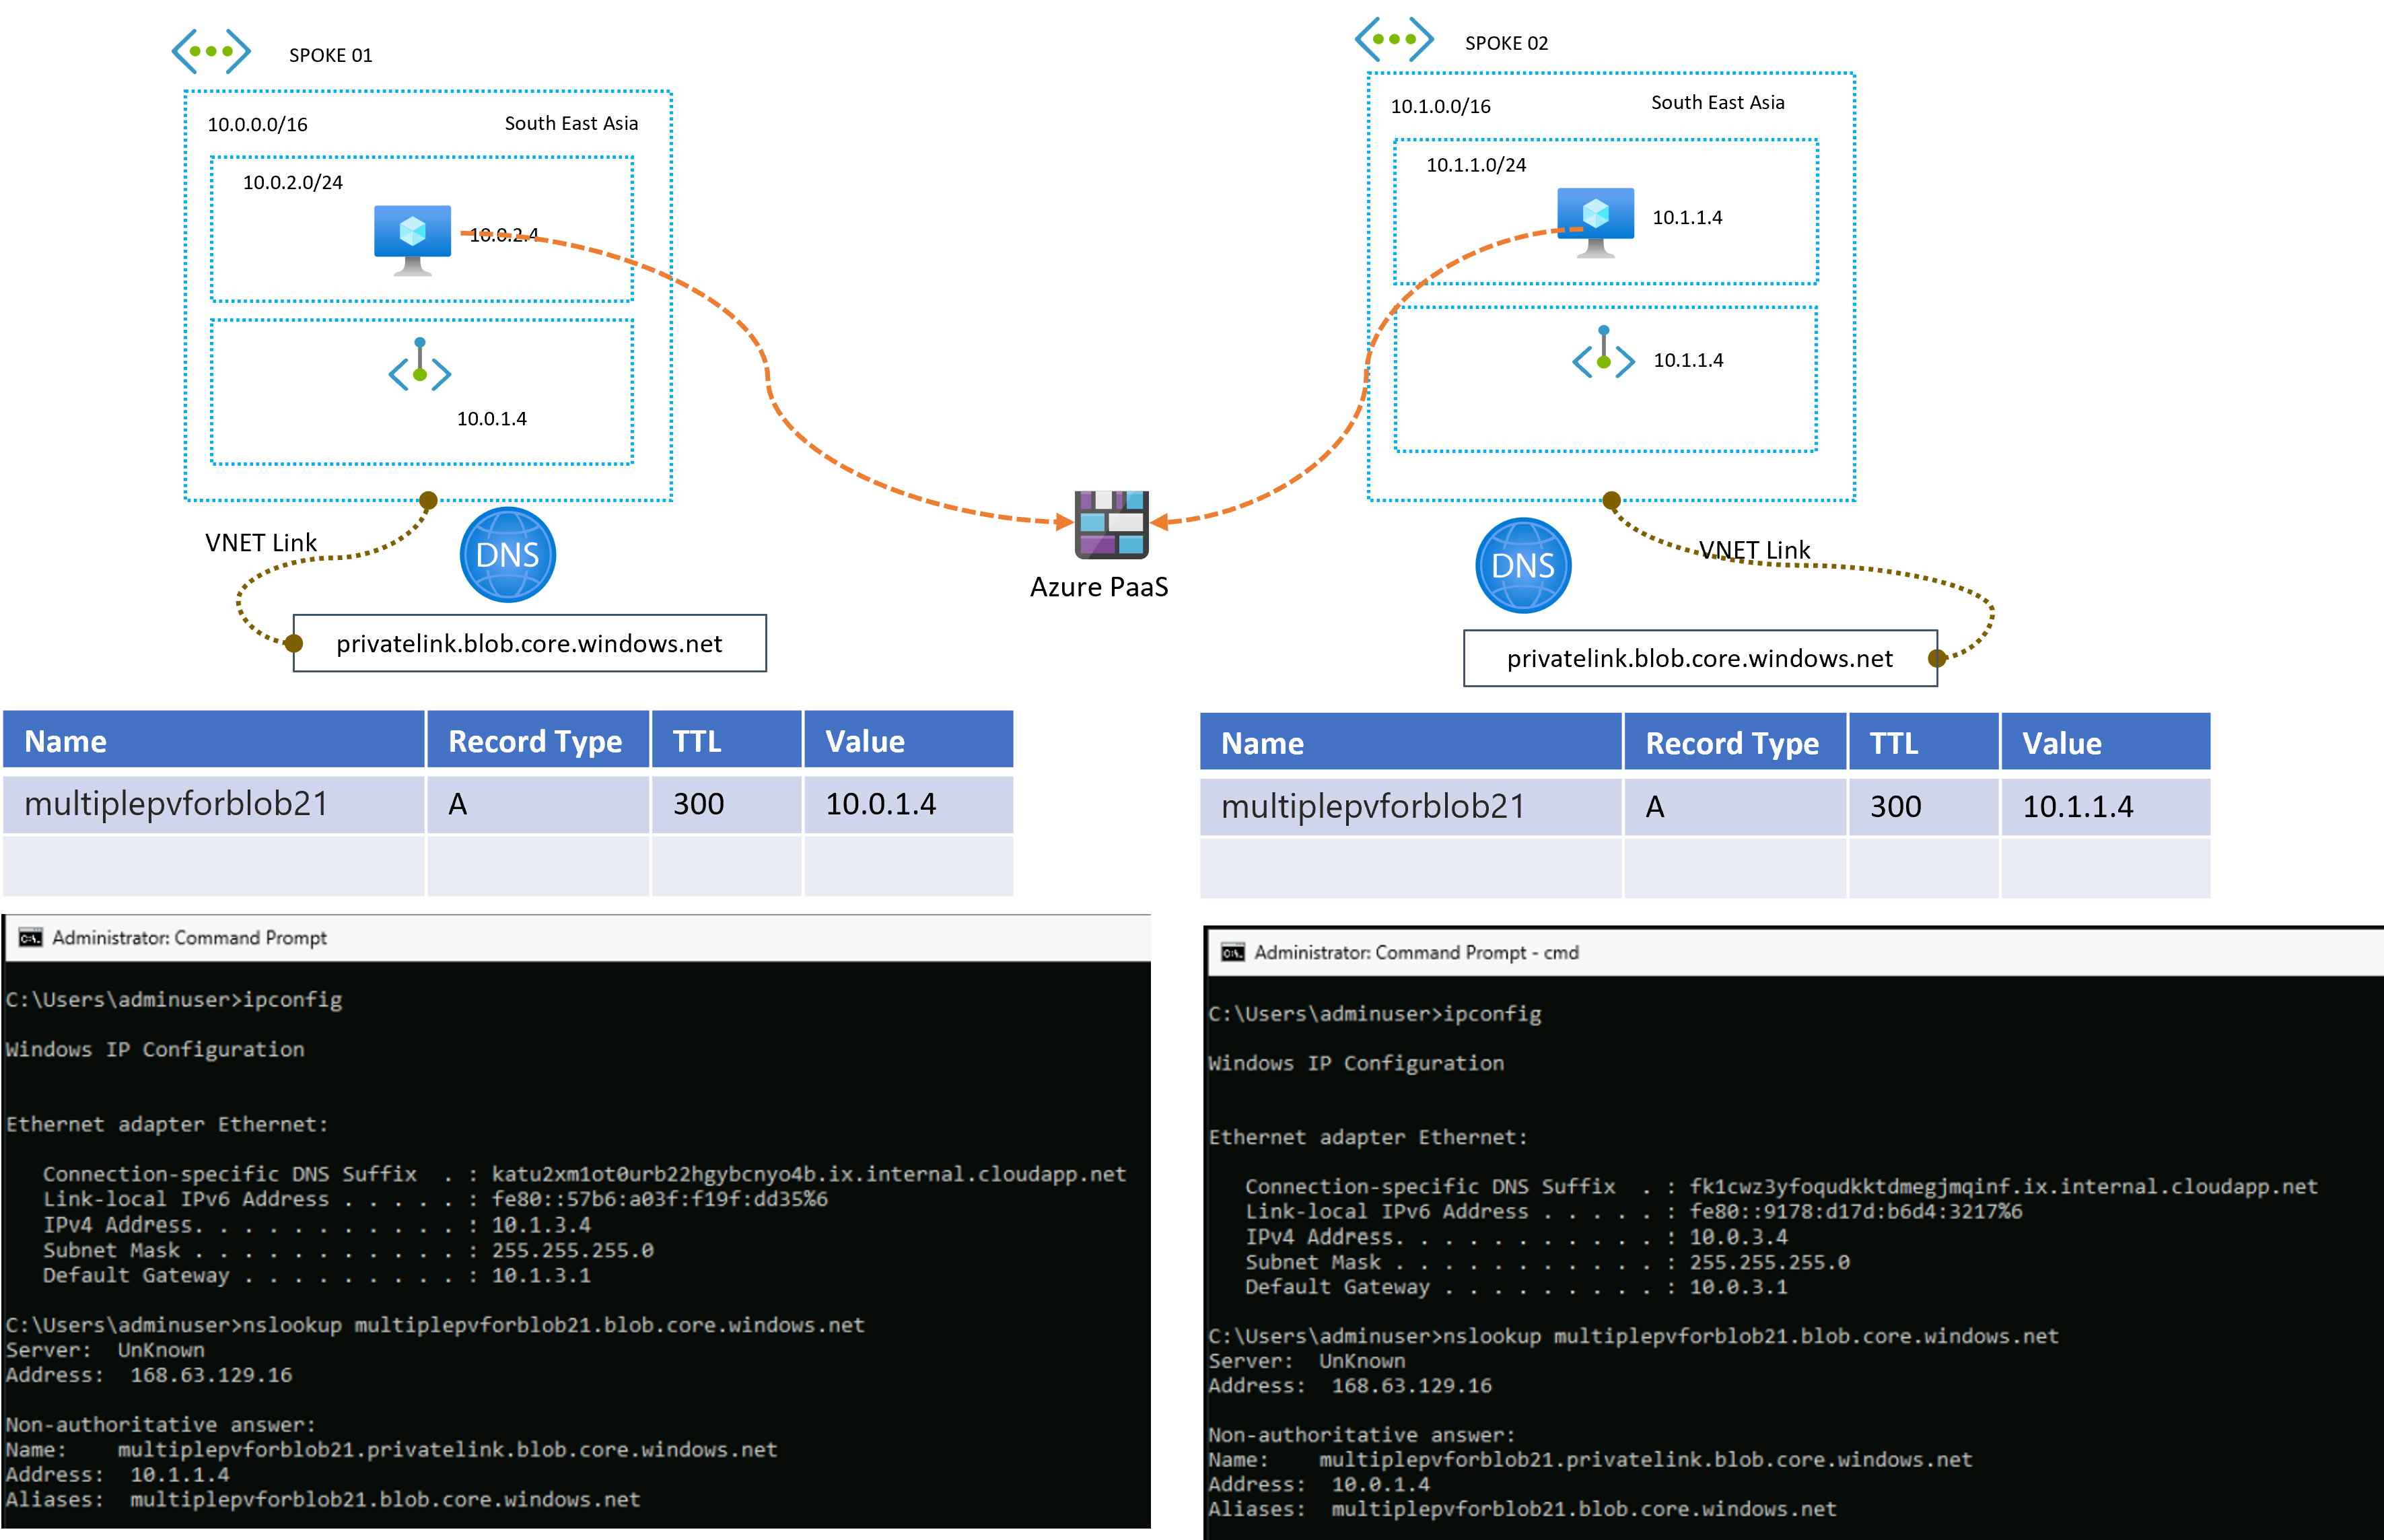 SPOKE 01
10.0.0.0/16
South East Asia
10.0.2.0/24
10.0.2.4
10.0.1.4
VNET Link
DNS
privatelink.blob.core.windows.net
Azure PaaS
SPOKE 02
10.1.0.0/16
South East Asia
10.1.1.0/24
10.1.1.4
10.1.1.4
VNET Link
DNS
privatelink.blob.core.windows.net
Name Record Type TTL Value
multiplepvforblob21 A 300 10.0.1.4
Name Record Type TTL Value
multiplepvforblob21 A 300 10.1.1.4
Administrator: Command Prompt
C:\Users\adminuser>ipconfig
Windows IP Configuration
Ethernet adapter Ethernet:
Connection-specific DNS Suffix  . : katu2xm1ot0urb22hgybcnyo4b.ix.internal.cloudapp.net
Link-local IPv6 Address . . . . . : fe80::57b6:a03f:f19f:dd35%6
IPv4 Address. . . . . . . . . . . : 10.1.3.4
Subnet Mask . . . . . . . . . . . : 255.255.255.0
Default Gateway . . . . . . . . . : 10.1.3.1
C:\Users\adminuser>nslookup multiplepvforblob21.blob.core.windows.net
Server:  UnKnown
Address:  168.63.129.16
Non-authoritative answer:
Name:    multiplepvforblob21.privatelink.blob.core.windows.net
Address:  10.1.1.4
Aliases:  multiplepvforblob21.blob.core.windows.net
Administrator: Command Prompt - cmd
C:\Users\adminuser>ipconfig
Windows IP Configuration
Ethernet adapter Ethernet:
Connection-specific DNS Suffix  . : fk1cwz3yfoqudkktdmegjmqinf.ix.internal.cloudapp.net
Link-local IPv6 Address . . . . . : fe80::9178:d17d:b6d4:3217%6
IPv4 Address. . . . . . . . . . . : 10.0.3.4
Subnet Mask . . . . . . . . . . . : 255.255.255.0
Default Gateway . . . . . . . . . : 10.0.3.1
C:\Users\adminuser>nslookup multiplepvforblob21.blob.core.windows.net
Server:  UnKnown
Address:  168.63.129.16
Non-authoritative answer:
Name:    multiplepvforblob21.privatelink.blob.core.windows.net
Address:  10.0.1.4
Aliases:  multiplepvforblob21.blob.core.windows.net